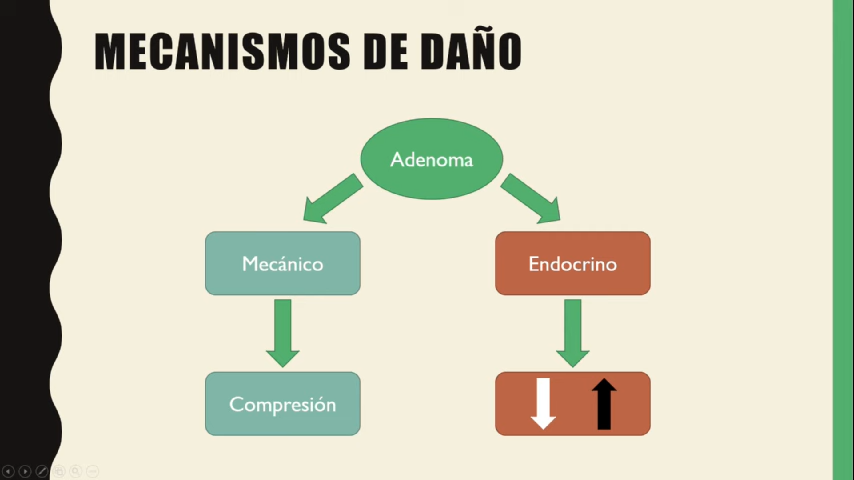 MECANISMOS DE DAÑO
Adenoma
Mecánico
Endocrino
Compresión